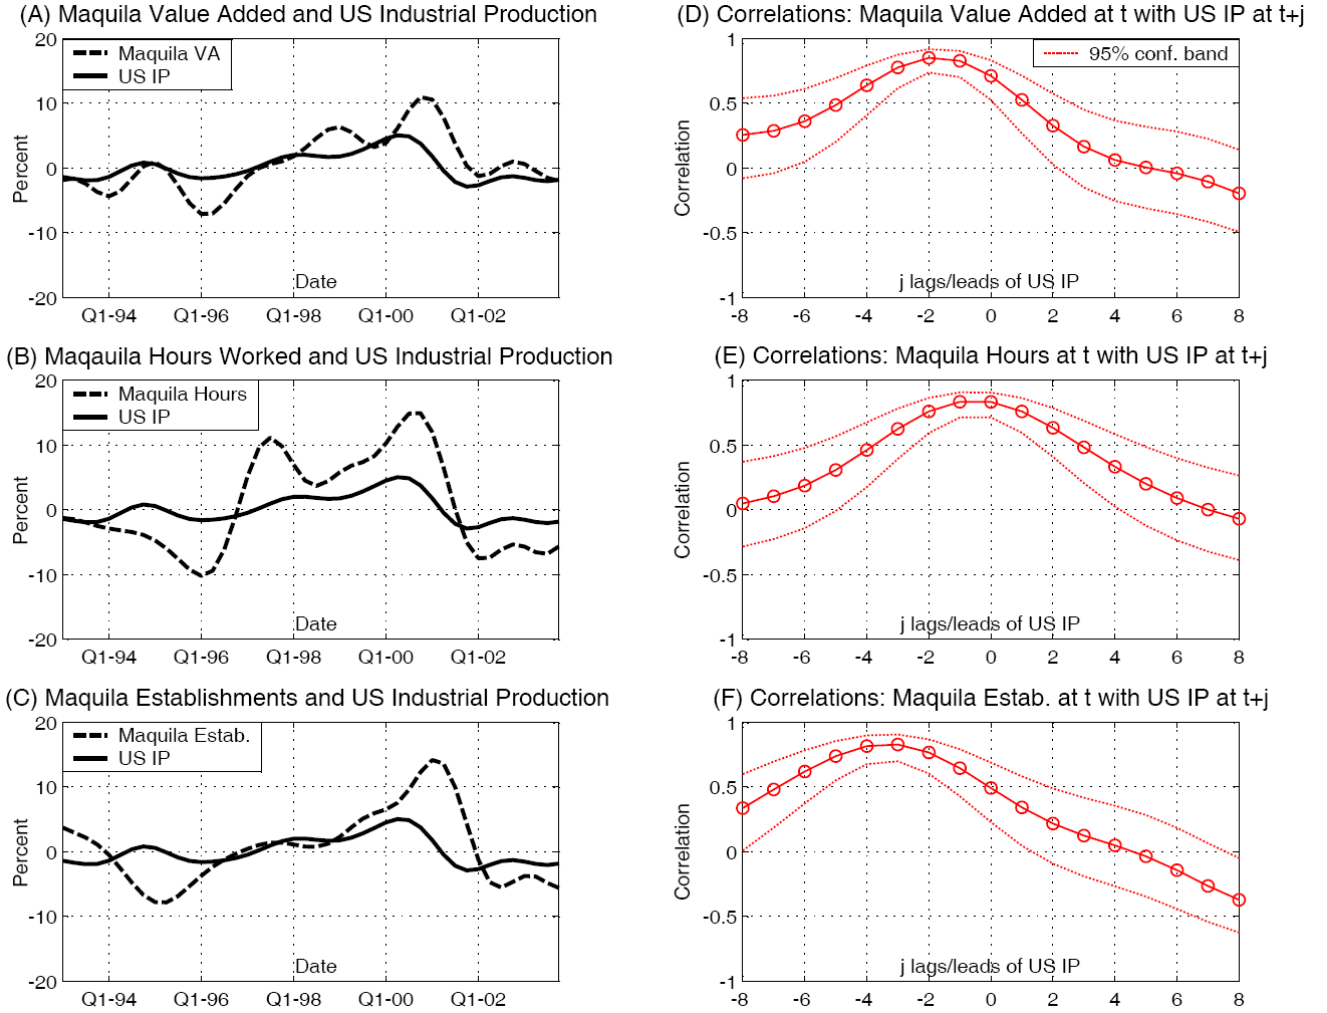 (A) Maquila Value Added and US Industrial Production
20
10
0
-10
-20
Percent
Maquila VA
US IP
Date
Q1-94 Q1-96 Q1-98 Q1-00 Q1-02
(D) Correlations: Maquila Value Added at t with US IP at t+j
1
0.5
0
-0.5
-1
Correlation
95% conf. band
j lags/leads of US IP
-8 -6 -4 -2 0 2 4 6 8
(B) Maqauila Hours Worked and US Industrial Production
20
10
0
-10
-20
Percent
Maquila Hours
US IP
Date
Q1-94 Q1-96 Q1-98 Q1-00 Q1-02
(E) Correlations: Maquila Hours at t with US IP at t+j
1
0.5
0
-0.5
-1
Correlation
j lags/leads of US IP
-8 -6 -4 -2 0 2 4 6 8
(C) Maquila Establishments and US Industrial Production
20
10
0
-10
-20
Percent
Maquila Estab.
US IP
Date
Q1-94 Q1-96 Q1-98 Q1-00 Q1-02
(F) Correlations: Maquila Estab. at t with US IP at t+j
1
0.5
0
-0.5
-1
Correlation
j lags/leads of US IP
-8 -6 -4 -2 0 2 4 6 8